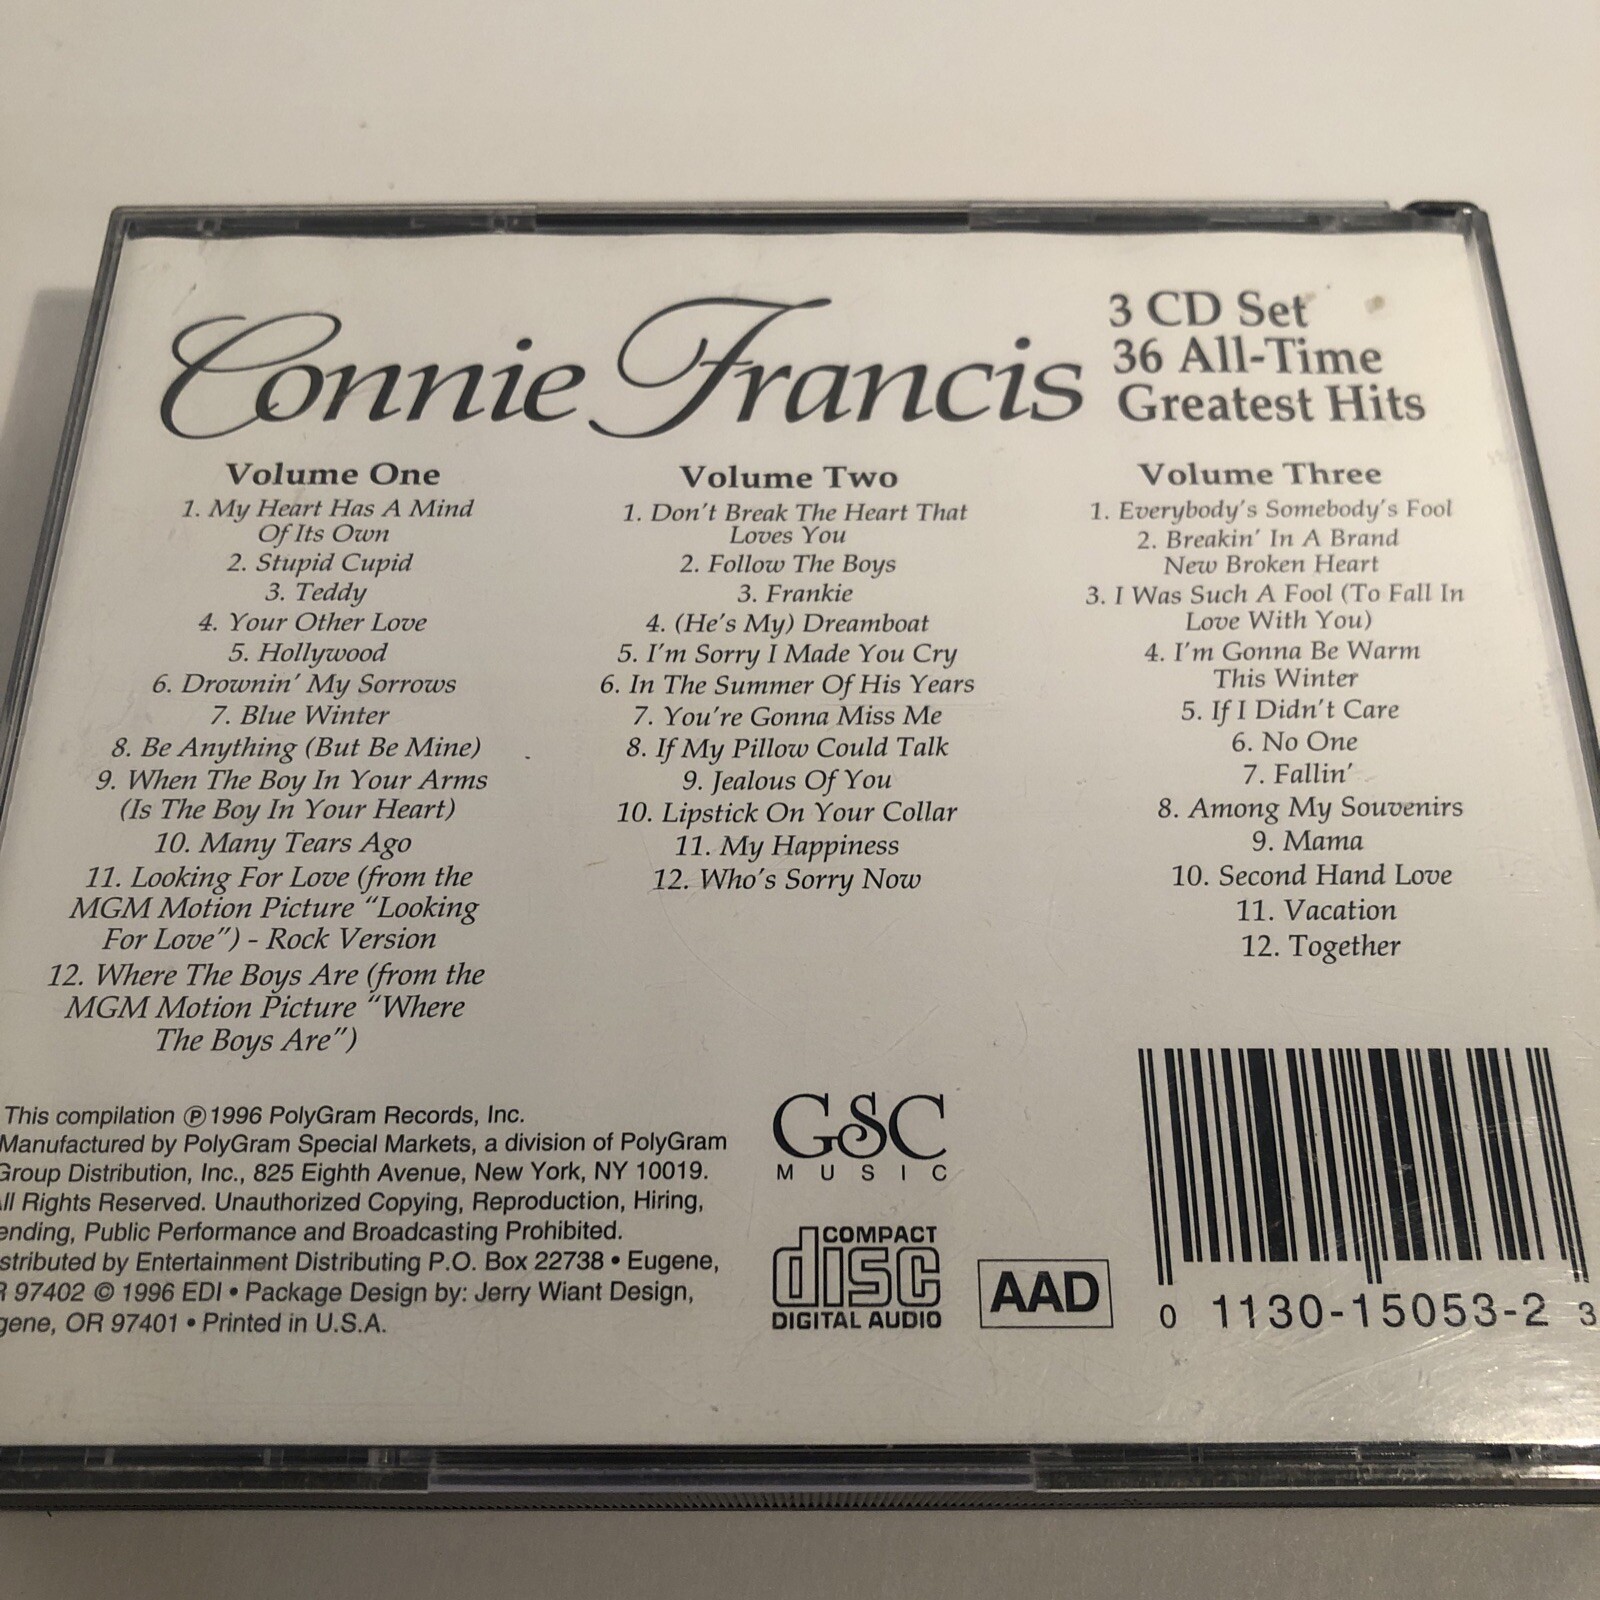 Connie Francis
3 CD Set
36 All-Time
Greatest Hits
Volume One
1. My Heart Has A Mind
Of Its Own
2. Stupid Cupid
3. Teddy
4. Your Other Love
5. Hollywood
6. Drownin' My Sorrows
7. Blue Winter
8. Be Anything (But Be Mine)
9. When The Boy In Your Arms
(Is The Boy In Your Heart)
10. Many Tears Ago
11. Looking For Love (from the
MGM Motion Picture “Looking
For Love”) - Rock Version
12. Where The Boys Are (from the
MGM Motion Picture “Where
The Boys Are”)
Volume Two
1. Don't Break The Heart That
Loves You
2. Follow The Boys
3. Frankie
4. (He's My) Dreamboat
5. I'm Sorry I Made You Cry
6. In The Summer Of His Years
7. You're Gonna Miss Me
8. If My Pillow Could Talk
9. Jealous Of You
10. Lipstick On Your Collar
11. My Happiness
12. Who's Sorry Now
Volume Three
1. Everybody's Somebody's Fool
2. Breakin' In A Brand
New Broken Heart
3. I Was Such A Fool (To Fall In
Love With You)
4. I'm Gonna Be Warm
This Winter
5. If I Didn't Care
6. No One
7. Fallin'
8. Among My Souvenirs
9. Mama
10. Second Hand Love
11. Vacation
12. Together
This compilation ℗1996 PolyGram Records, Inc.
Manufactured by PolyGram Special Markets, a division of PolyGram
Group Distribution, Inc., 825 Eighth Avenue, New York, NY 10019.
ll Rights Reserved. Unauthorized Copying, Reproduction, Hiring,
ending, Public Performance and Broadcasting Prohibited.
stributed by Entertainment Distributing P.O. Box 22738 • Eugene,
R 97402 © 1996 EDI • Package Design by: Jerry Wiant Design,
gene, OR 97401 • Printed in U.S.A.
GSC
MUSIC
COMPACT
disc
DIGITAL AUDIO
AAD
0 1130-15053-2 3